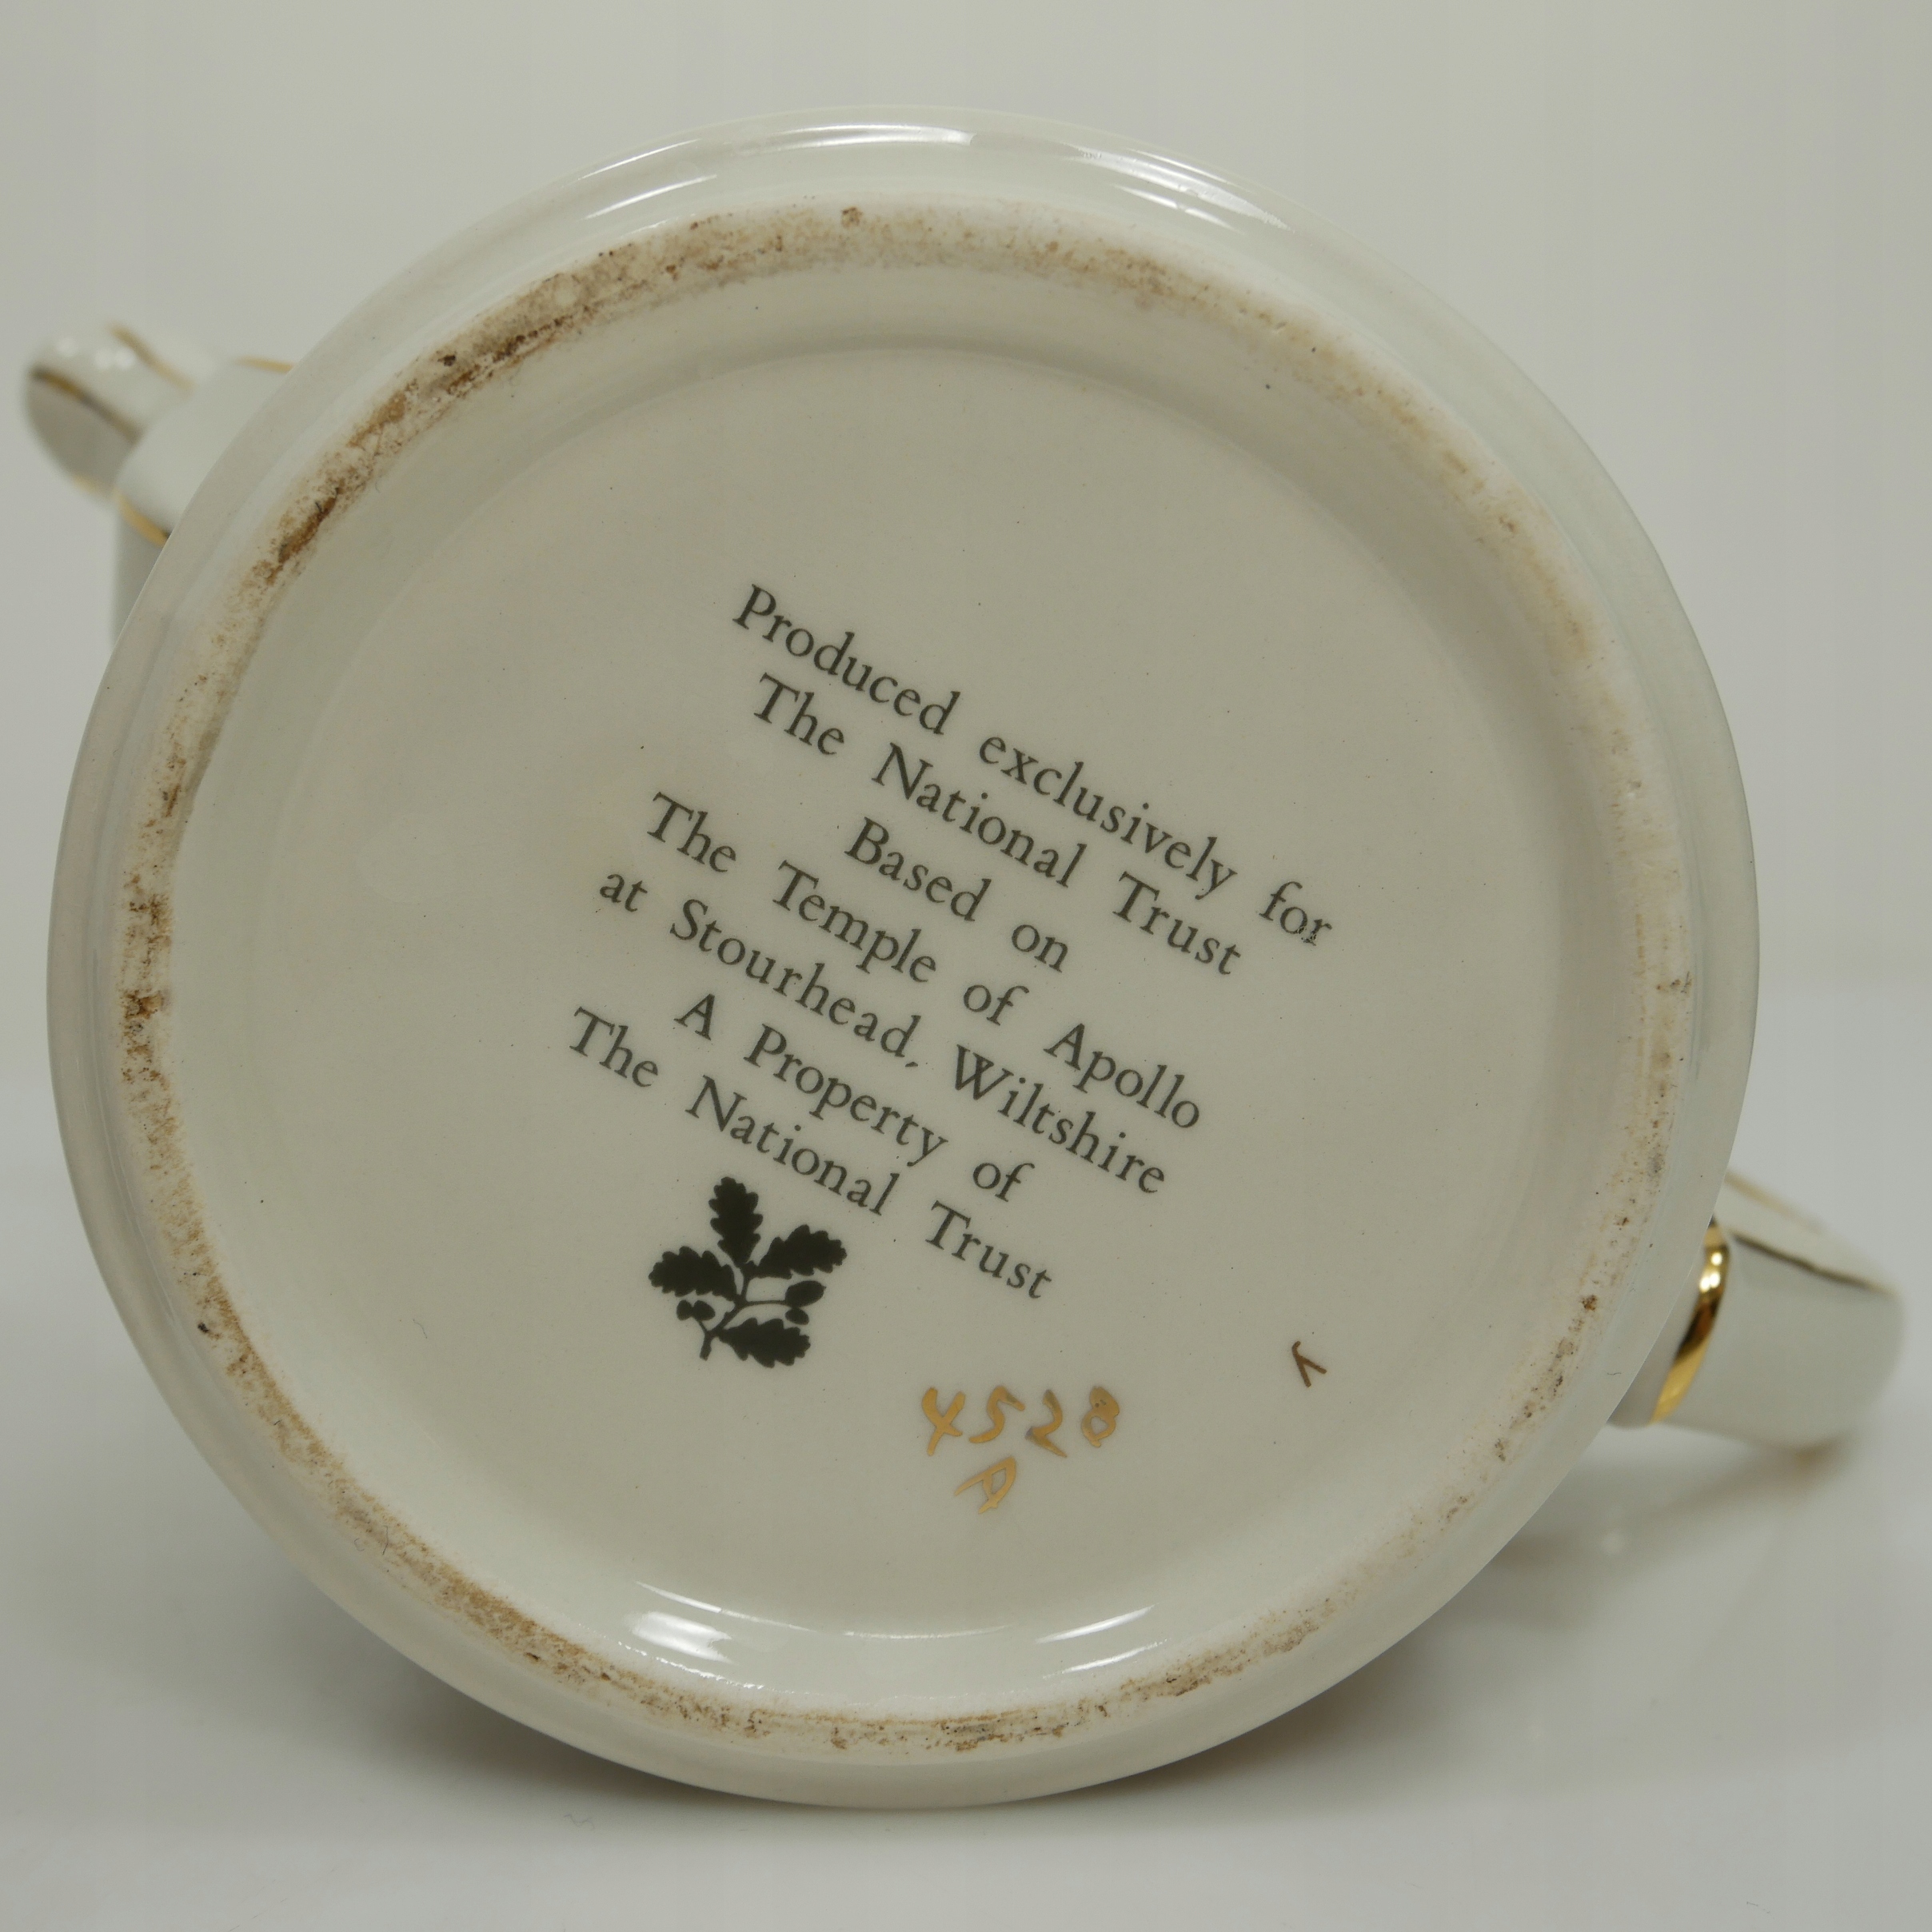 Produced exclusively for
The National Trust
Based on
The Temple of Apollo
at Stourhead, Wiltshire
A Property of
The National Trust
4528
A
y